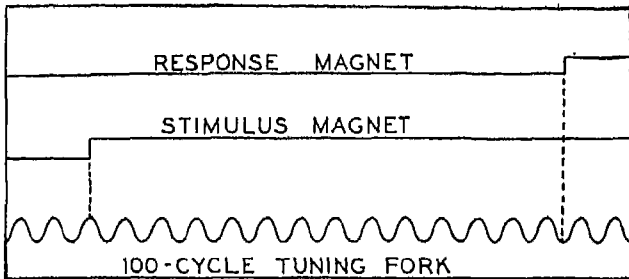 RESPONSE MAGNET
STIMULUS MAGNET
100-CYCLE TUNING FORK